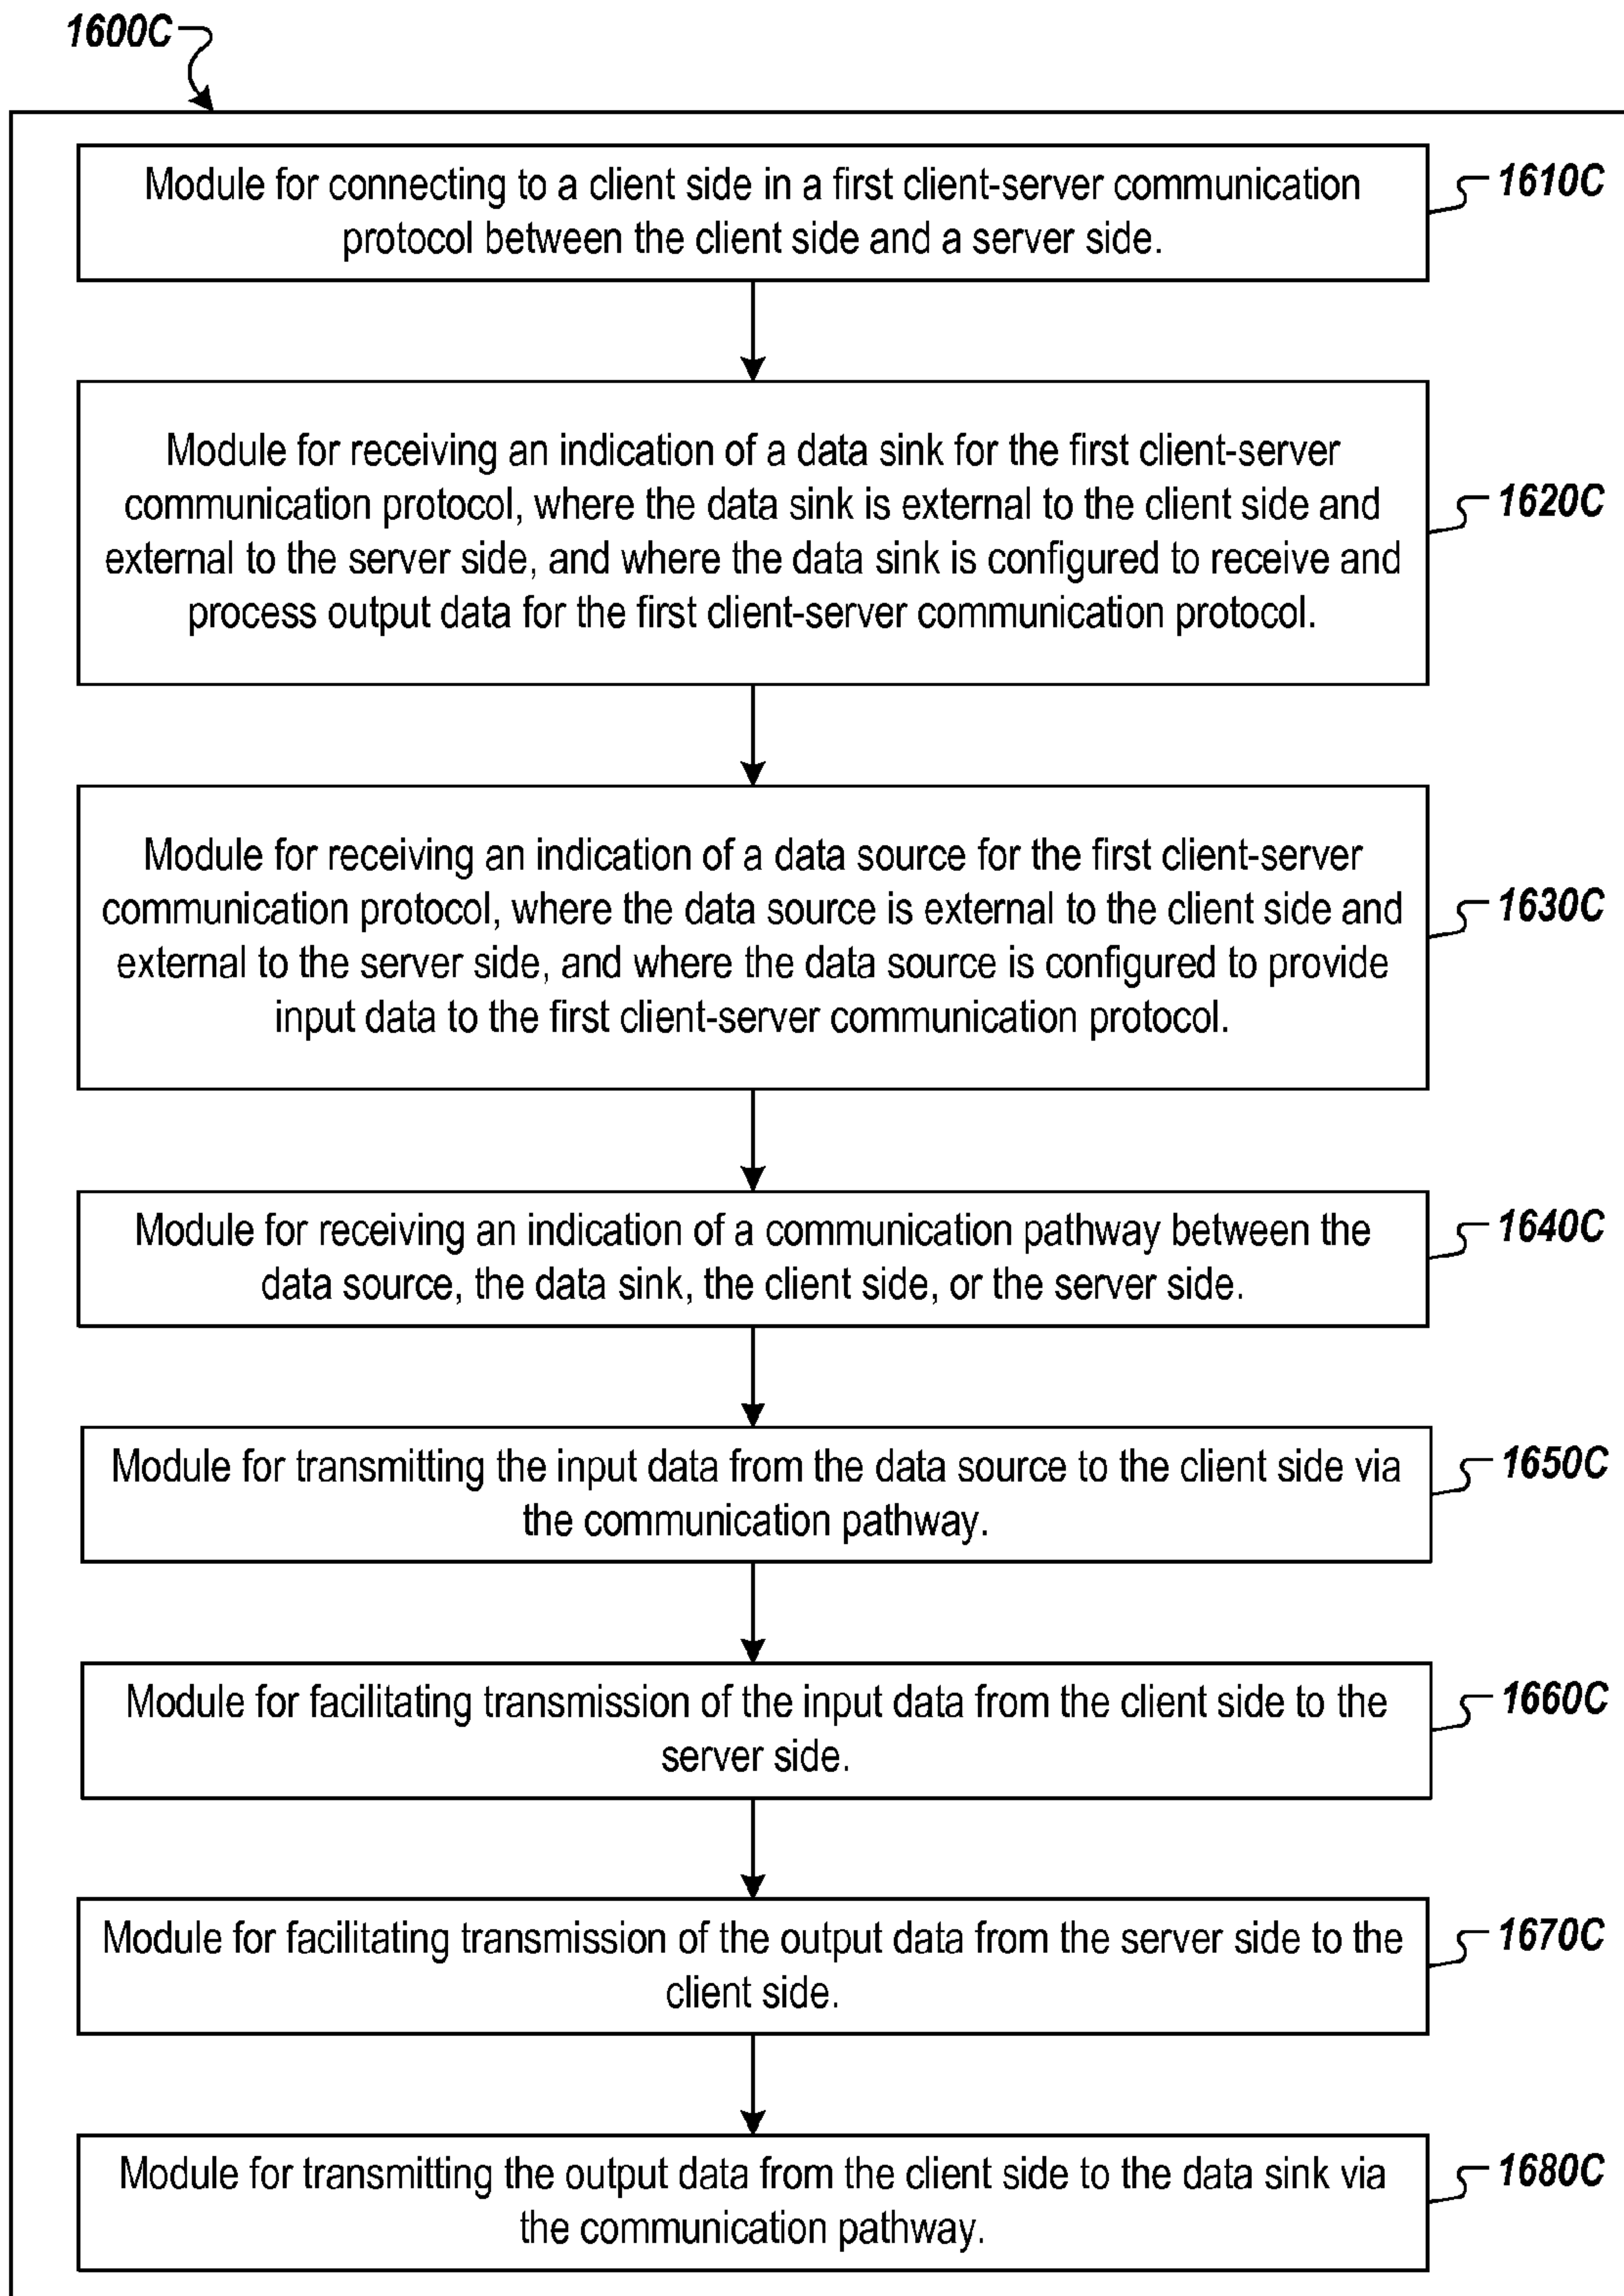 1600C
Module for connecting to a client side in a first client-server communication
protocol between the client side and a server side.
1610C
Module for receiving an indication of a data sink for the first client-server
communication protocol, where the data sink is external to the client side and
external to the server side, and where the data sink is configured to receive and
process output data for the first client-server communication protocol.
1620C
Module for receiving an indication of a data source for the first client-server
communication protocol, where the data source is external to the client side and
external to the server side, and where the data source is configured to provide
input data to the first client-server communication protocol.
1630C
Module for receiving an indication of a communication pathway between the
data source, the data sink, the client side, or the server side.
1640C
Module for transmitting the input data from the data source to the client side via
the communication pathway.
1650C
Module for facilitating transmission of the input data from the client side to the
server side.
1660C
Module for facilitating transmission of the output data from the server side to the
client side.
1670C
Module for transmitting the output data from the client side to the data sink via
the communication pathway.
1680C